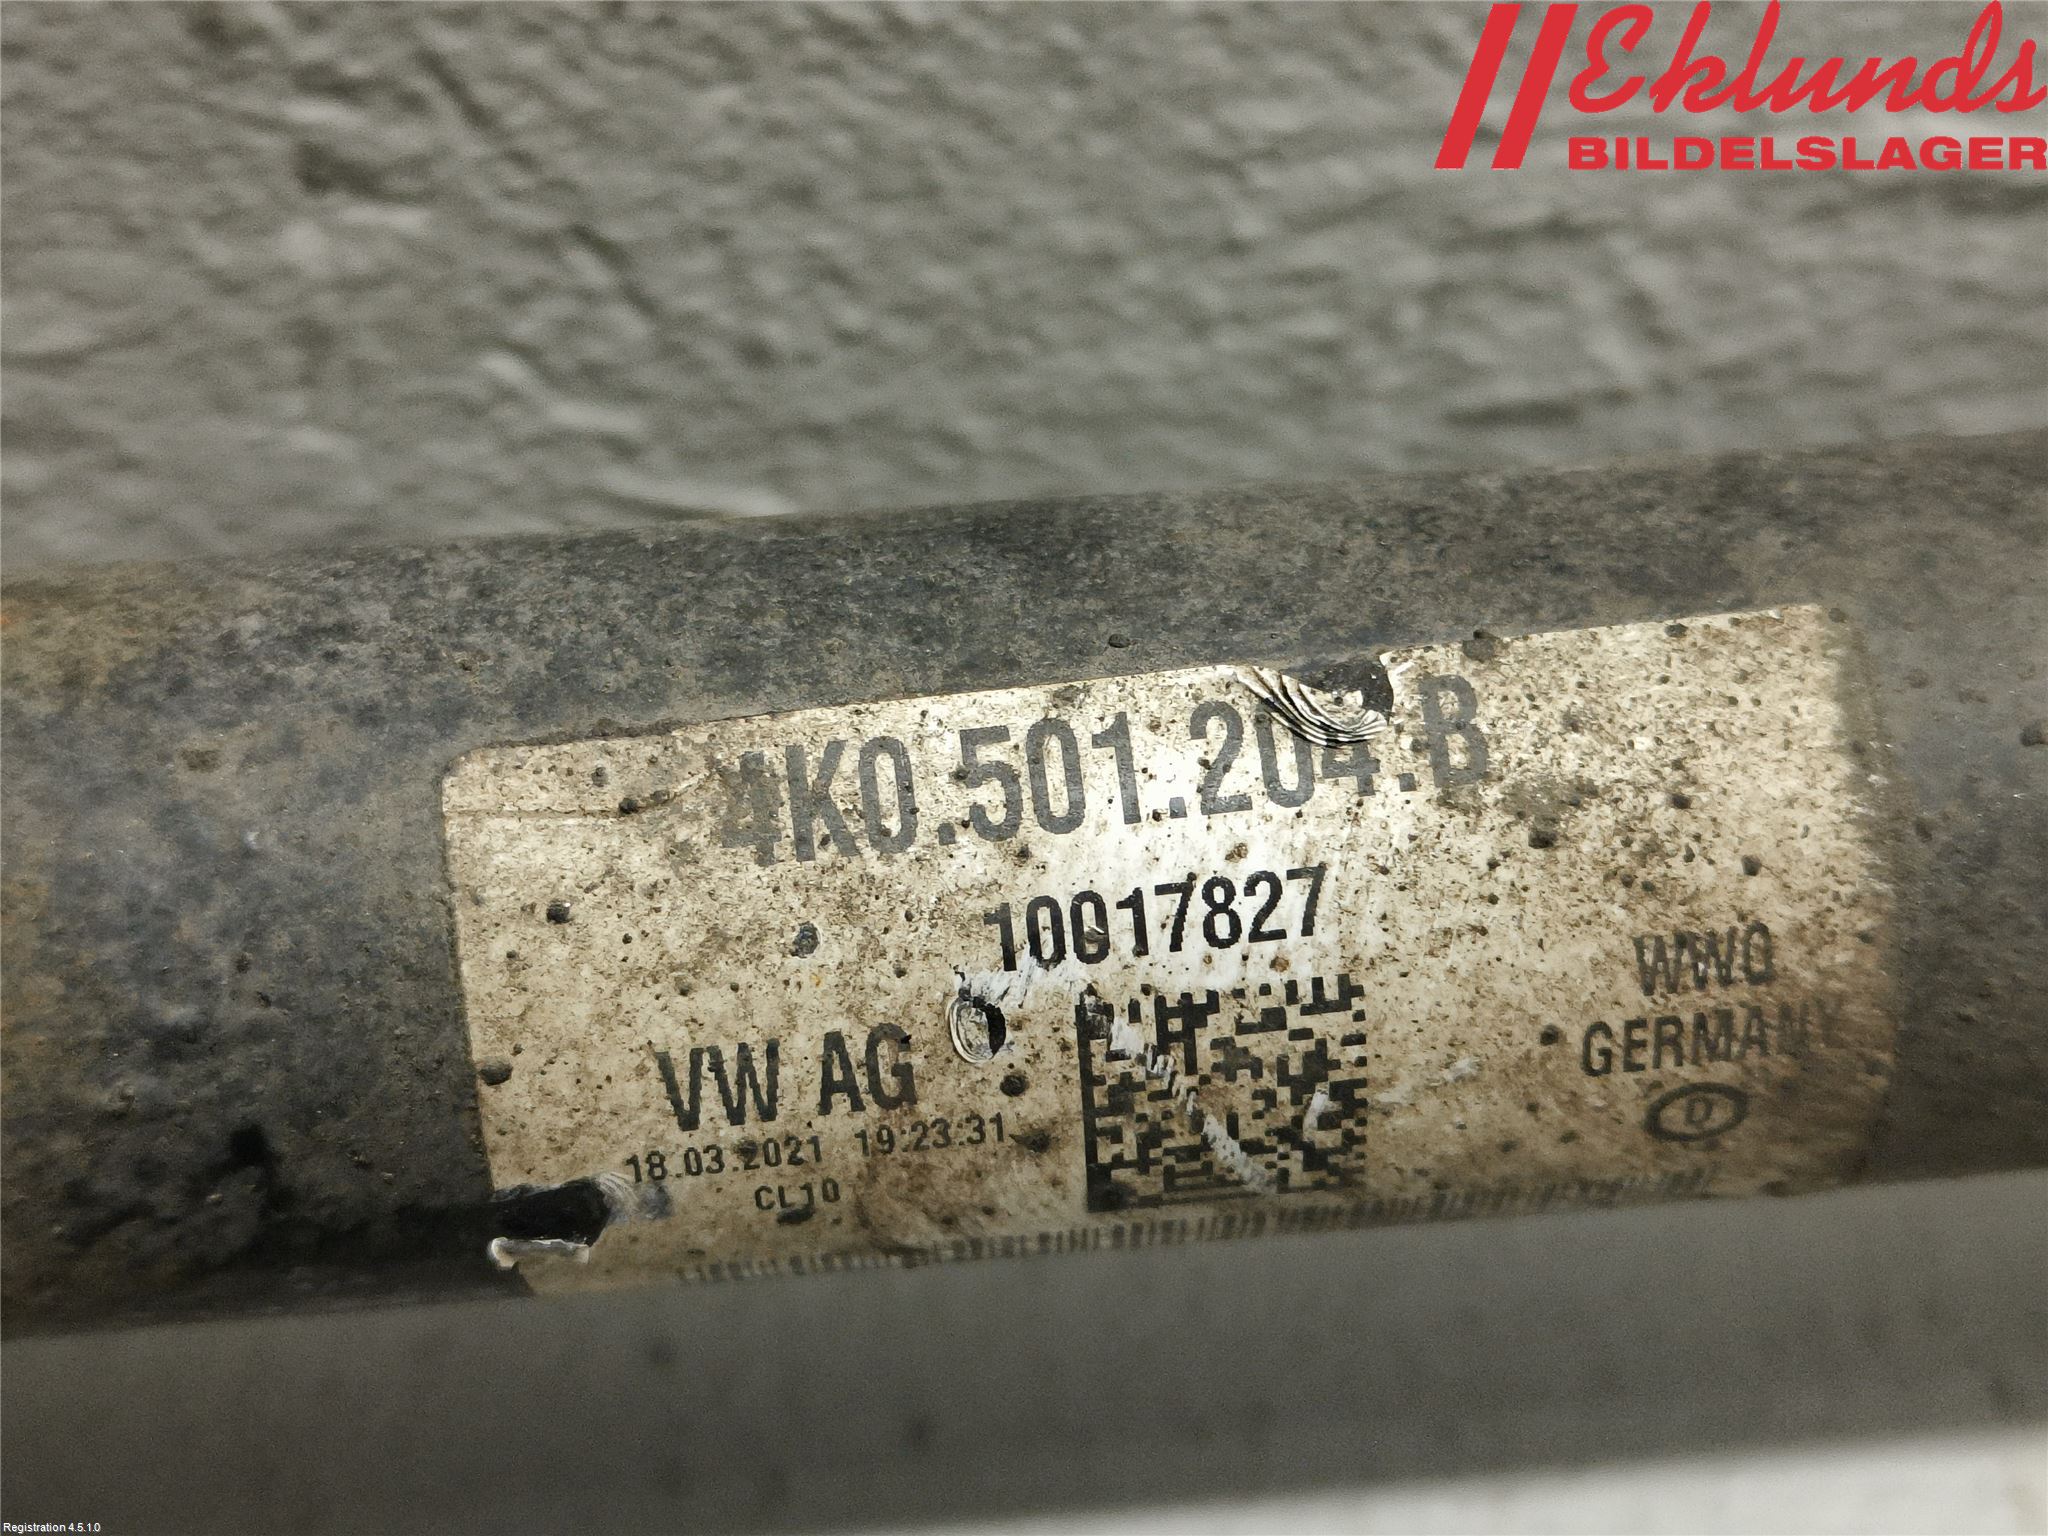 Eklunds
BILDELSLAGER
4K0.501.204.B
10017827
WWO
GERMANY
D
VW AG
18.03.2021 19:23:31
CL10
Registration 4.5.1.0